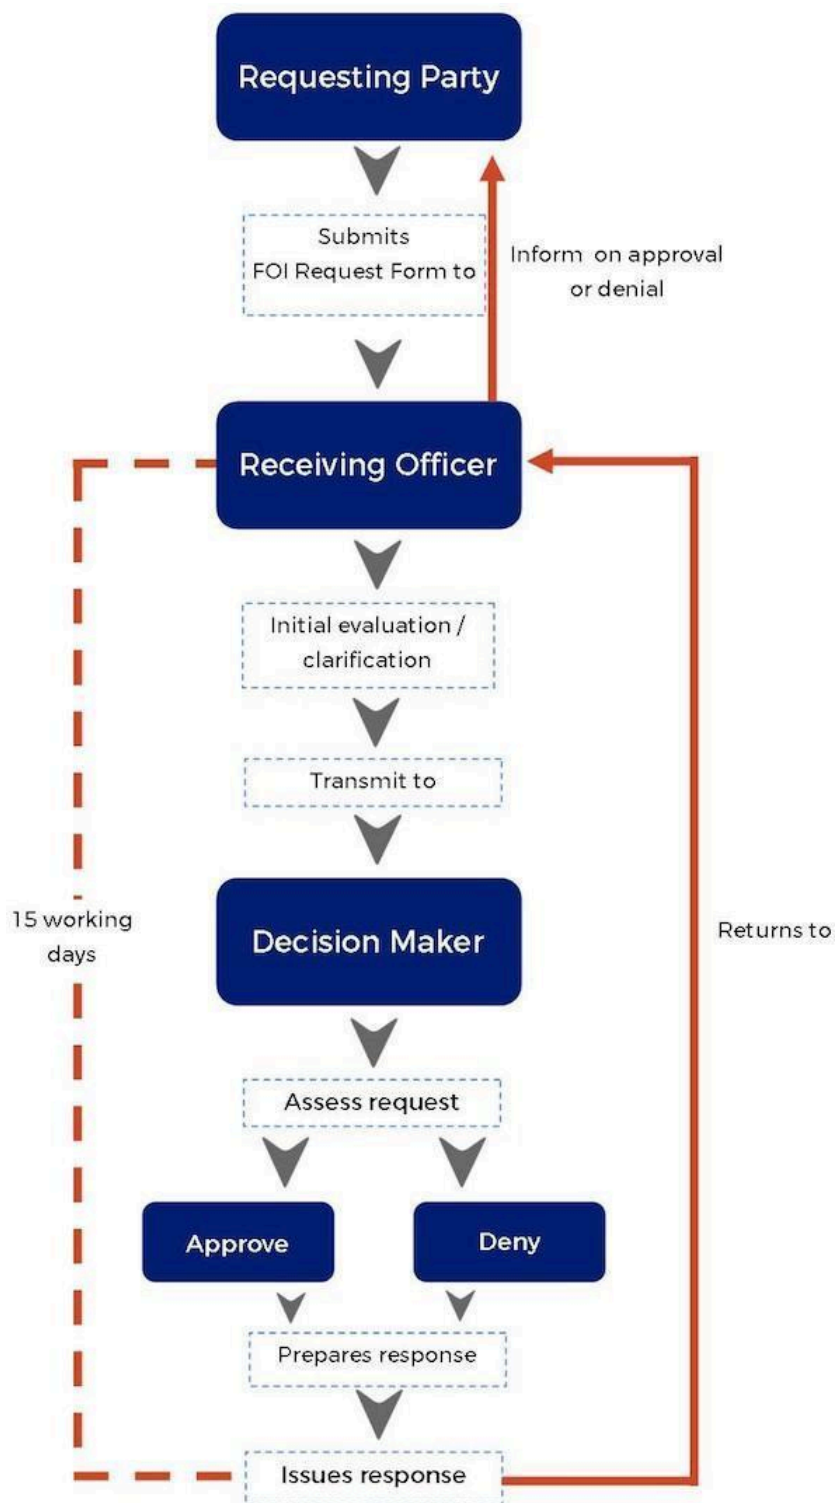 Requesting Party
Submits
FOI Request Form to
Inform on approval
or denial
Receiving Officer
Initial evaluation /
clarification
Transmit to
Decision Maker
15 working
days
Returns to
Assess request
Approve
Deny
Prepares response
Issues response